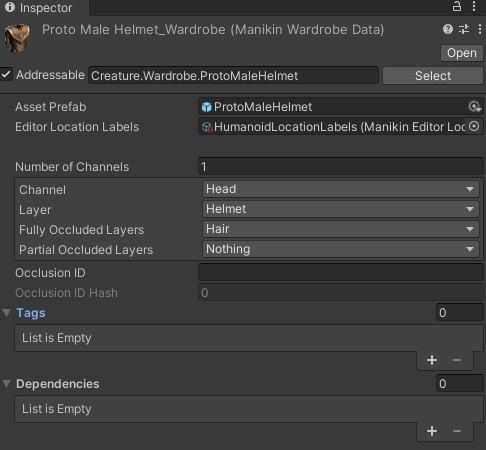 Inspector
Proto Male Helmet_Wardrobe (Manikin Wardrobe Data)
Open
Addressable Creature.Wardrobe.ProtoMaleHelmet Select
Asset Prefab ProtoMaleHelmet
Editor Location Labels HumanoidLocationLabels (Manikin Editor Loc
Number of Channels 1
Channel Head
Layer Helmet
Fully Occluded Layers Hair
Partial Occluded Layers Nothing
Occlusion ID
Occlusion ID Hash 0
Tags 0
List is Empty
+ −
Dependencies 0
List is Empty
+ −